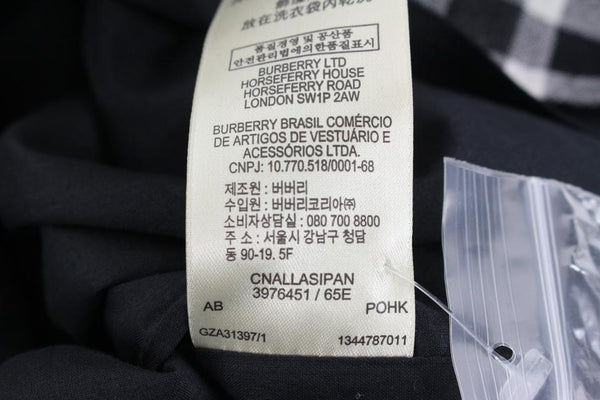 放在洗衣袋內乾洗
품질경영 및 공산품
안전관리법에의한품질표시
BURBERRY LTD
HORSEFERRY HOUSE
HORSEFERRY ROAD
LONDON SW1P 2AW
BURBERRY BRASIL COMÉRCIO
DE ARTIGOS DE VESTUÁRIO E
ACESSÓRIOS LTDA.
CNPJ: 10.770.518/0001-68
제조원 : 버버리
수입원 : 버버리코리아㈜
소비자상담실 : 080 700 8800
주 소 : 서울시 강남구 청담
동 90-19. 5F
CNALLASIPAN
3976451 / 65E
AB POHK
GZA31397/1 1344787011